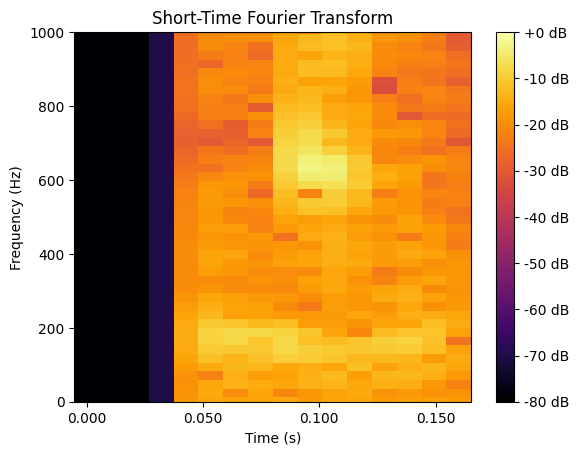 Short-Time Fourier Transform
1000
800
600
400
200
0
Frequency (Hz)
0.000
0.050
0.100
0.150
Time (s)
+0 dB
-10 dB
-20 dB
-30 dB
-40 dB
-50 dB
-60 dB
-70 dB
-80 dB